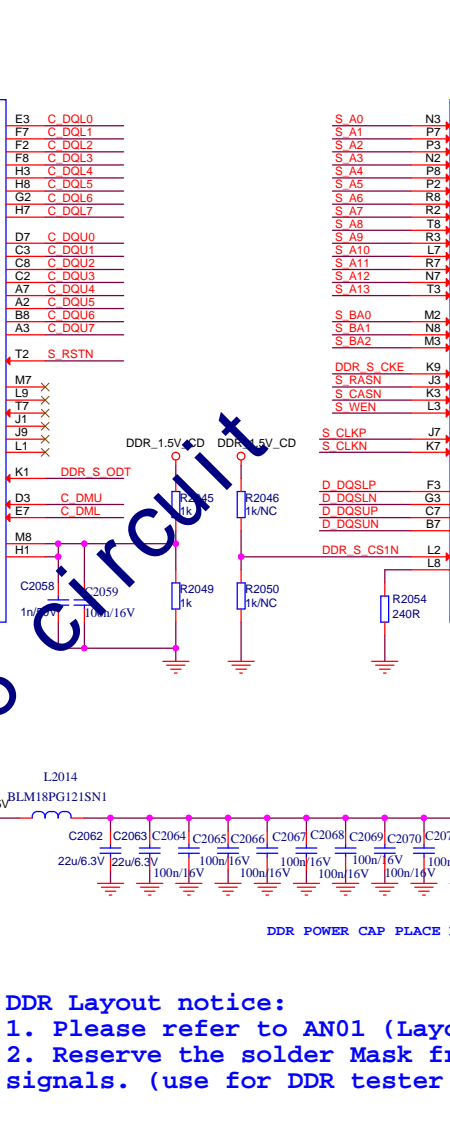 E3 C_DQL0
F7 C_DQL1
F2 C_DQL2
F8 C_DQL3
H3 C_DQL4
H8 C_DQL5
G2 C_DQL6
H7 C_DQL7
D7 C_DQU0
C3 C_DQU1
C8 C_DQU2
C2 C_DQU3
A7 C_DQU4
A2 C_DQU5
B8 C_DQU6
A3 C_DQU7
T2 S_RSTN
M7
L9
T7
J1
J9
L1
K1 DDR_S_ODT
D3 C_DMU
E7 C_DML
M8
H1
S_A0 N3
S_A1 P7
S_A2 P3
S_A3 N2
S_A4 P8
S_A5 P2
S_A6 R8
S_A7 R2
S_A8 T8
S_A9 R3
S_A10 L7
S_A11 R7
S_A12 N7
S_A13 T3
S_BA0 M2
S_BA1 N8
S_BA2 M3
DDR_S_CKE K9
S_RASN J3
S_CASN K3
S_WEN L3
S_CLKP J7
S_CLKN K7
D_DQSLP F3
D_DQSLN G3
D_DQSUP C7
D_DQSUN B7
DDR_S_CS1N L2
L8
DDR_1.5V_CD DDR_1.5V_CD
R2045
1k
R2046
1k/NC
R2049
1k
R2050
1k/NC
R2054
240R
C2058
1n/50V
C2059
100n/16V
Circuit
L2014
BLM18PG121SN1
C2062 C2063 C2064 C2065 C2066 C2067 C2068 C2069 C2070
22u/6.3V 22u/6.3V 100n/16V 100n/16V 100n/16V 100n/16V 100n/16V 100n/16V 100n/16V
DDR POWER CAP PLACE
DDR Layout notice:
1. Please refer to AN01 (Layo
2. Reserve the solder Mask fr
signals. (use for DDR tester